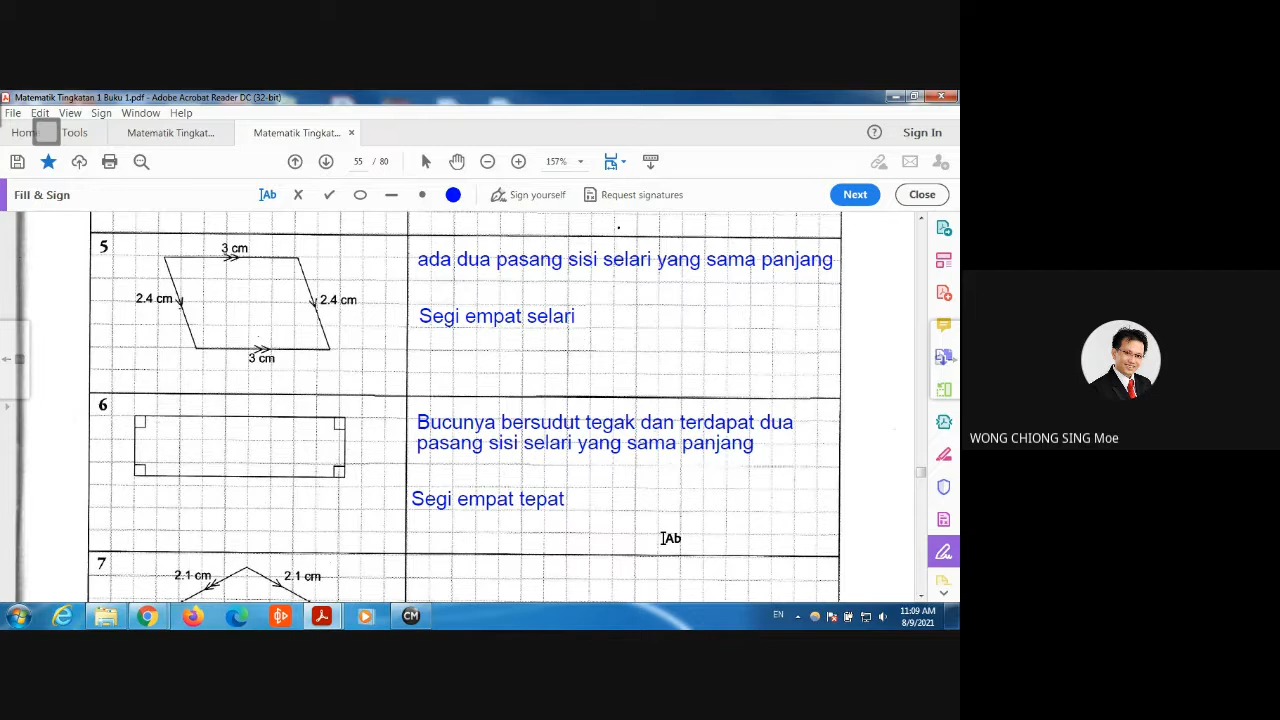 Matematik Tingkatan 1 Buku 1.pdf - Adobe Acrobat Reader DC (32-bit)
File Edit View Sign Window Help
Tools Matematik Tingkat... Matematik Tingkat... Sign In
55 / 80 157%
Fill & Sign Ab Sign yourself Request signatures Next Close
5
3 cm
2.4 cm 2.4 cm
3 cm
ada dua pasang sisi selari yang sama panjang
Segi empat selari
6
Bucunya bersudut tegak dan terdapat dua
pasang sisi selari yang sama panjang
Segi empat tepat
Ab
7
2.1 cm 2.1 cm
CM
EN 11:09 AM
8/9/2021
WONG CHIONG SING Moe